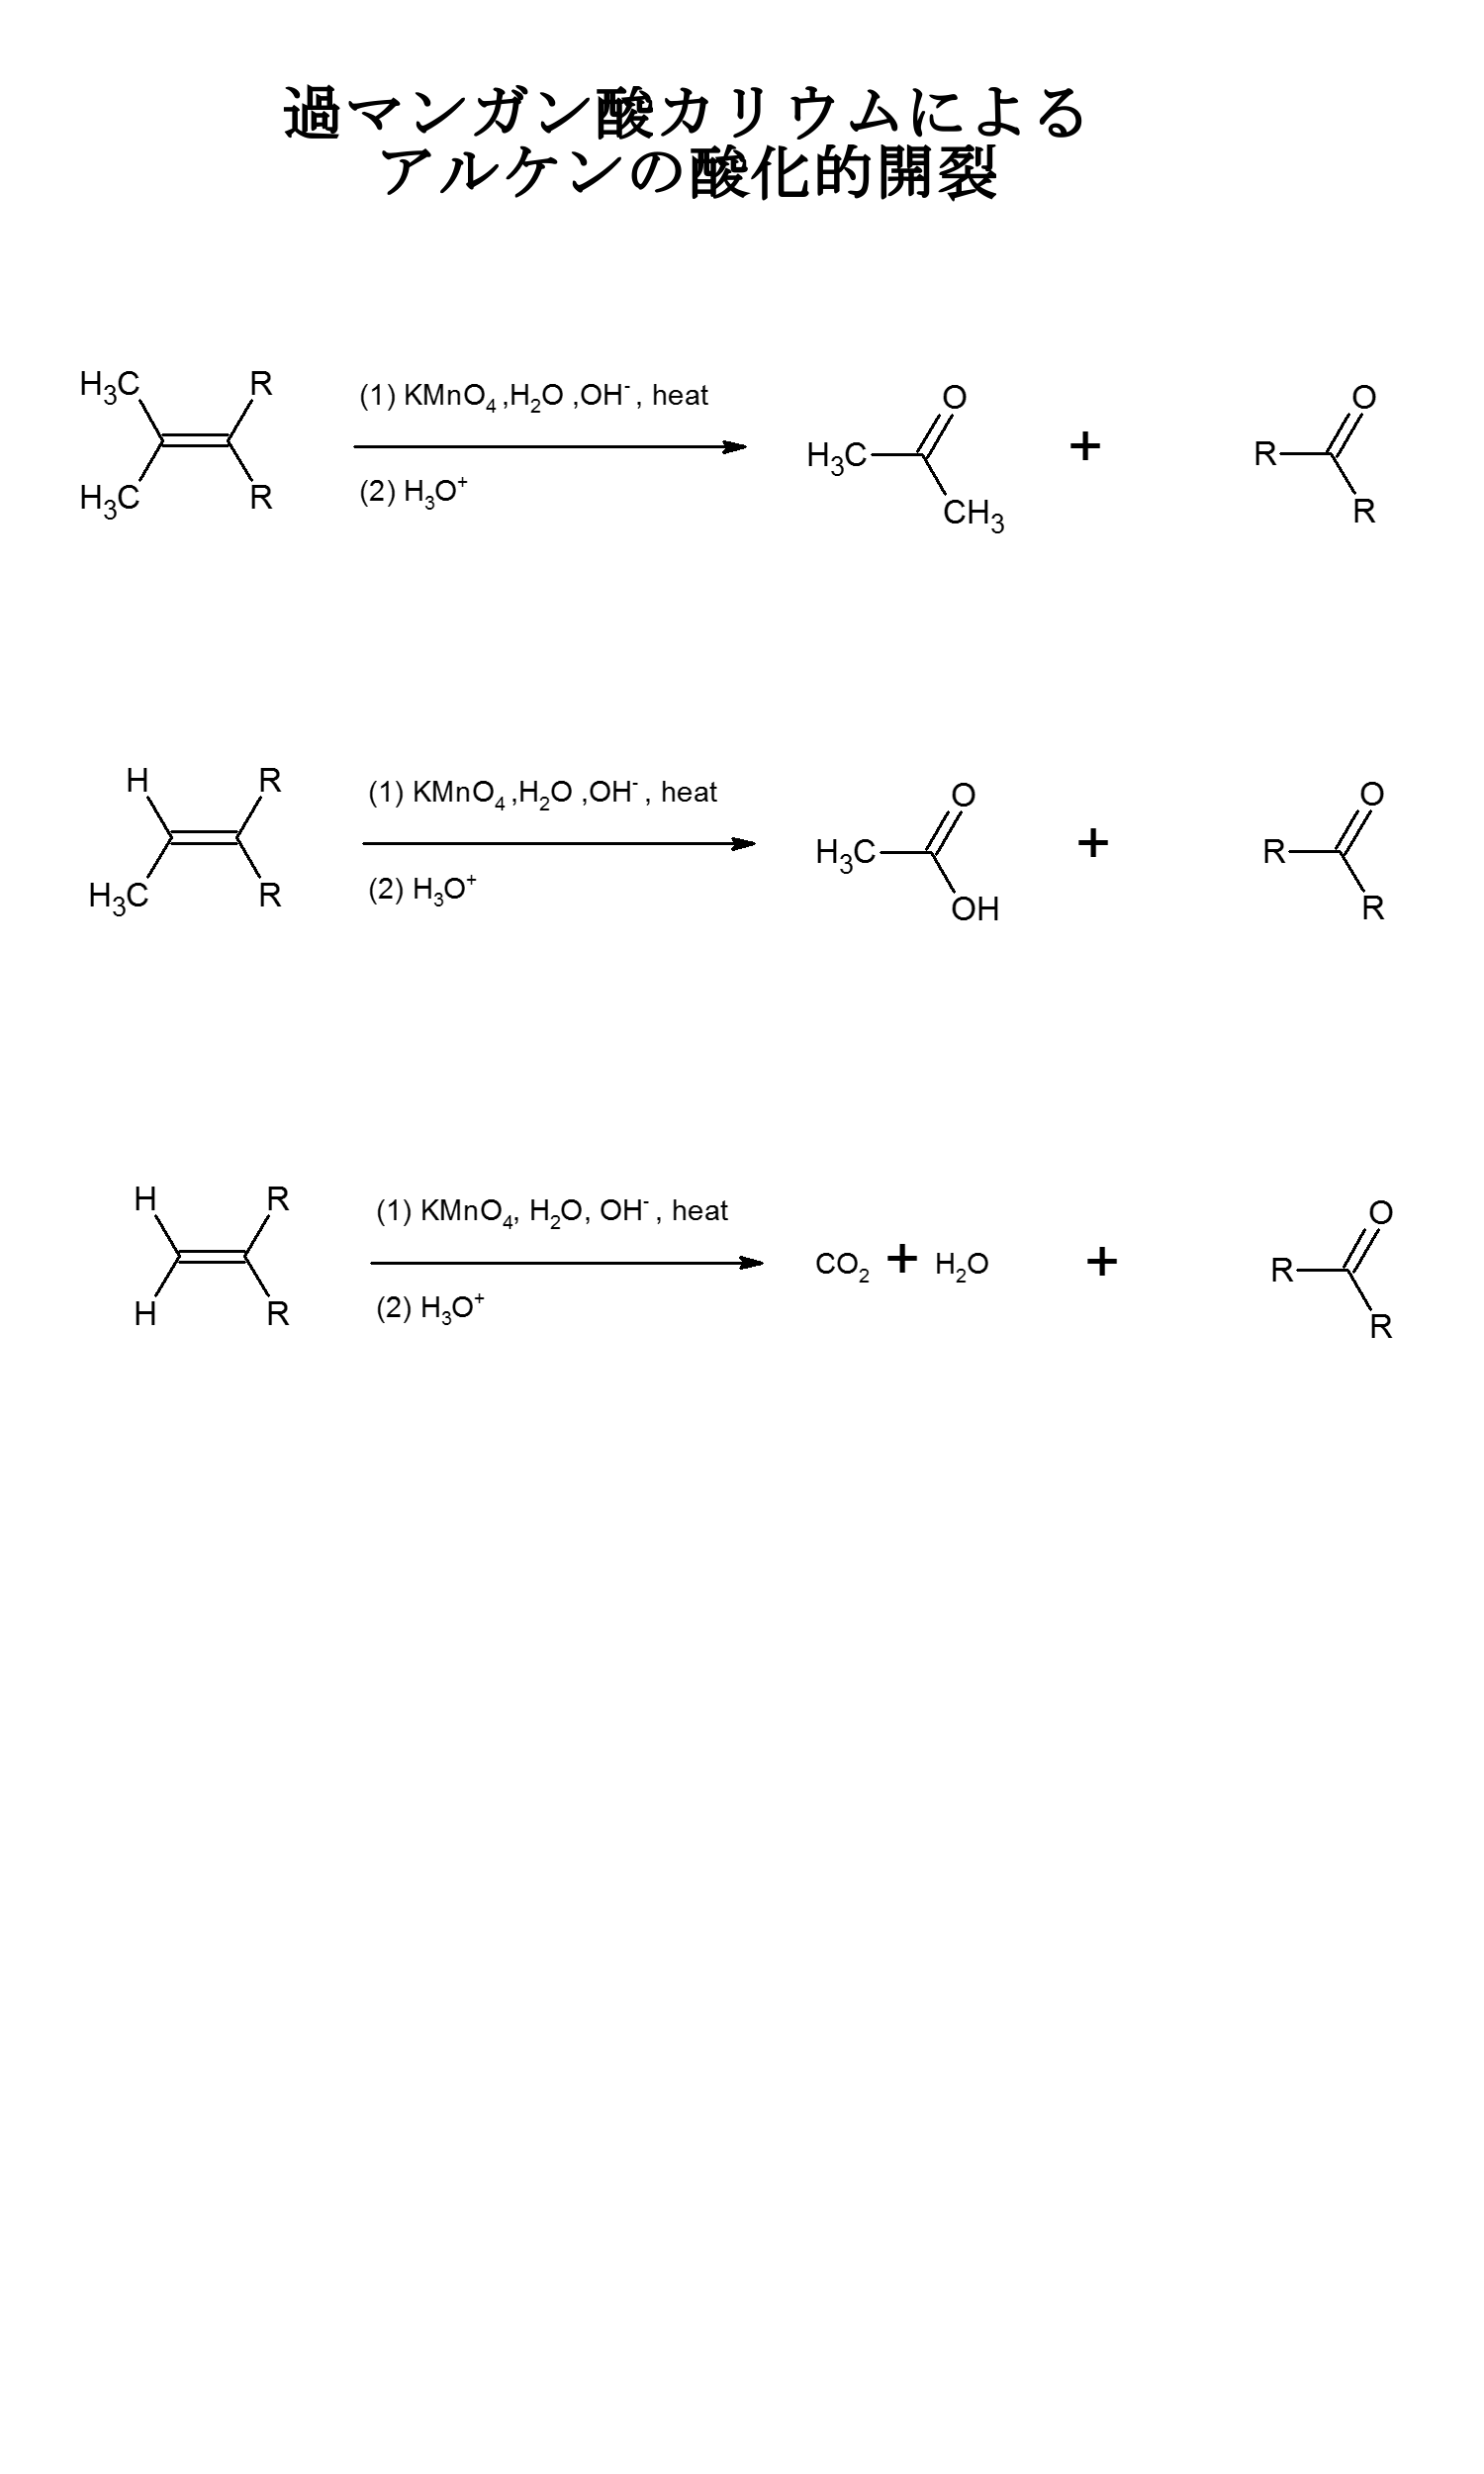 過マンガン酸カリウムによる
アルケンの酸化的開裂
H₃C R
H₃C R
(1) KMnO₄ ,H₂O ,OH⁻ , heat
(2) H₃O⁺
O
H₃C
CH₃
+
O
R
R
H R
H₃C R
(1) KMnO₄ ,H₂O ,OH⁻ , heat
(2) H₃O⁺
O
H₃C
OH
+
O
R
R
H R
H R
(1) KMnO₄, H₂O, OH⁻ , heat
(2) H₃O⁺
CO₂ + H₂O
+
O
R
R